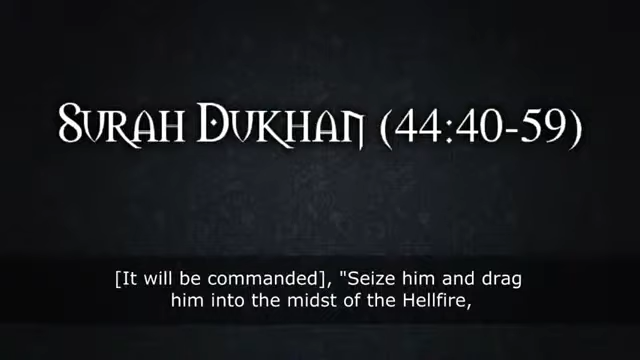 SURAH DUKHAN (44:40-59)
[It will be commanded], "Seize him and drag
him into the midst of the Hellfire,